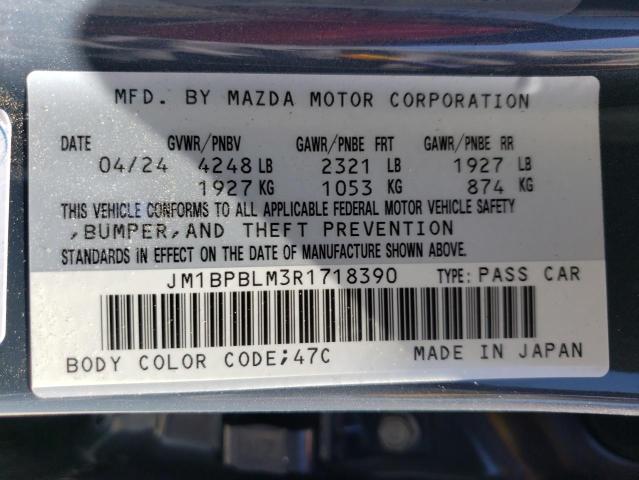 MFD. BY MAZDA MOTOR CORPORATION
DATE GVWR/PNBV GAWR/PNBE FRT GAWR/PNBE RR
04/24 4248 LB 2321 LB 1927 LB
1927 KG 1053 KG 874 KG
THIS VEHICLE CONFORMS TO ALL APPLICABLE FEDERAL MOTOR VEHICLE SAFETY
,BUMPER,AND THEFT PREVENTION
STANDARDS IN EFFECT ON THE DATE OF MANUFACTURE SHOWN ABOVE.
JM1BPBLM3R1718390 TYPE: PASS CAR
BODY COLOR CODE;47C MADE IN JAPAN